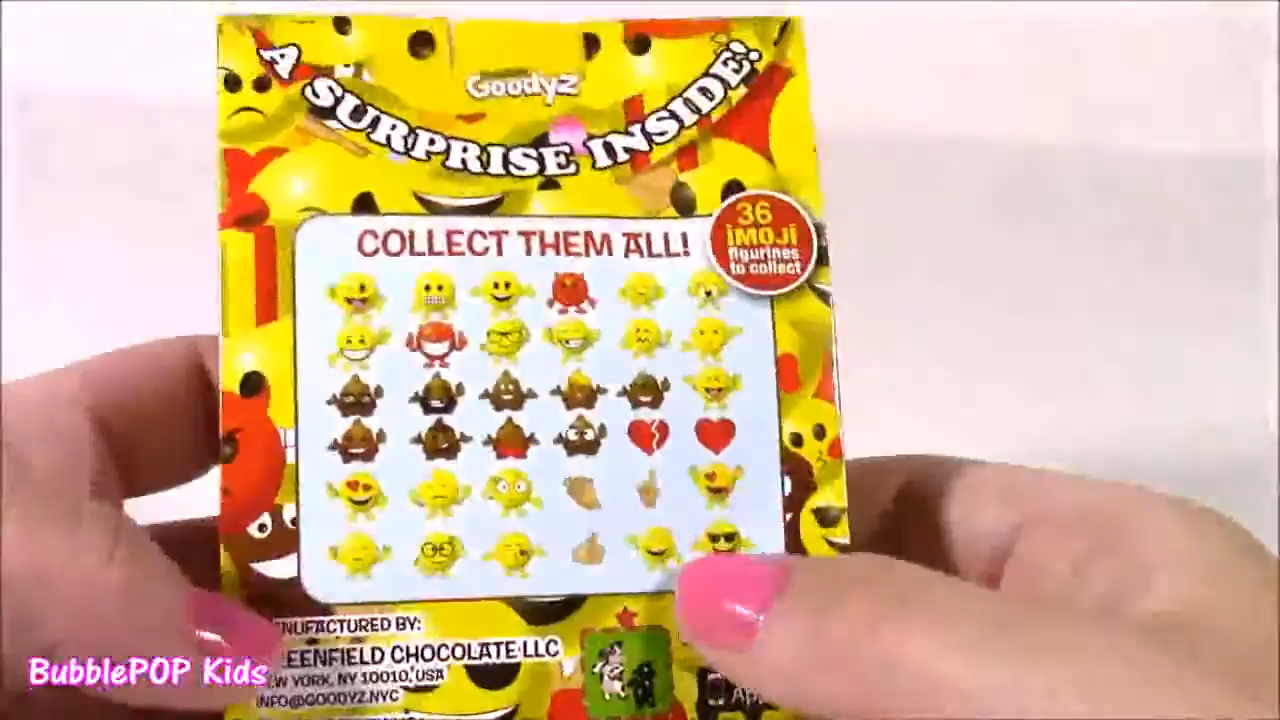 Goodyz
A SURPRISE INSIDE!
36
iMOJi
figurines
to collect
COLLECT THEM ALL!
NUFACTURED BY:
EENFIELD CHOCOLATE LLC
W YORK, NY 10010, USA
INFO@GOODYZ.NYC
BubblePOP Kids